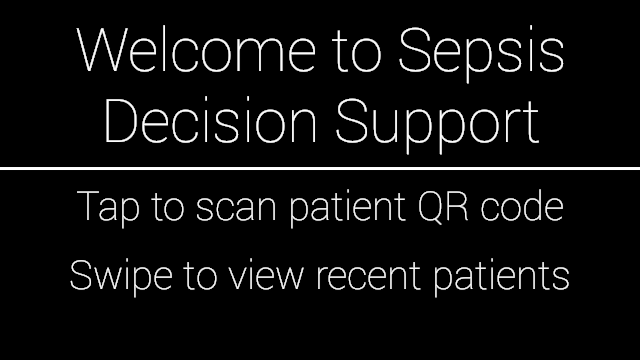 Welcome to Sepsis
Decision Support
Tap to scan patient QR code
Swipe to view recent patients